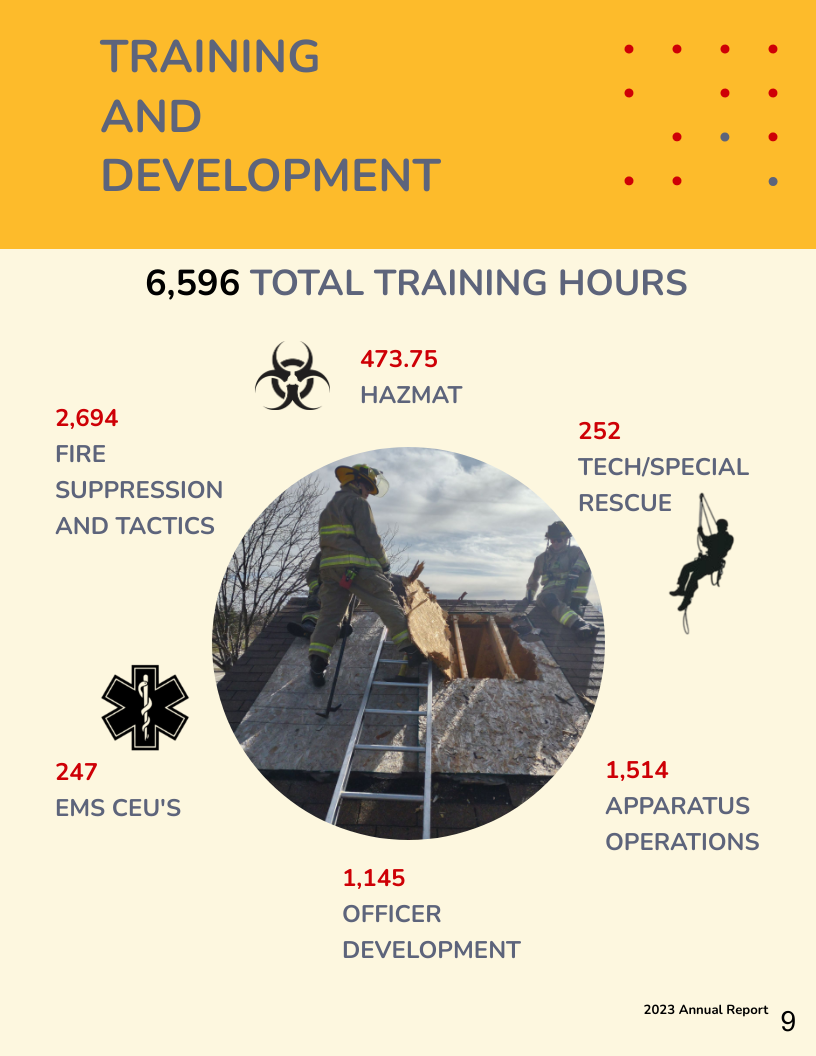 TRAINING
AND
DEVELOPMENT
6,596 TOTAL TRAINING HOURS
473.75
HAZMAT
2,694
FIRE
SUPPRESSION
AND TACTICS
252
TECH/SPECIAL
RESCUE
247
EMS CEU'S
1,514
APPARATUS
OPERATIONS
1,145
OFFICER
DEVELOPMENT
2023 Annual Report
9